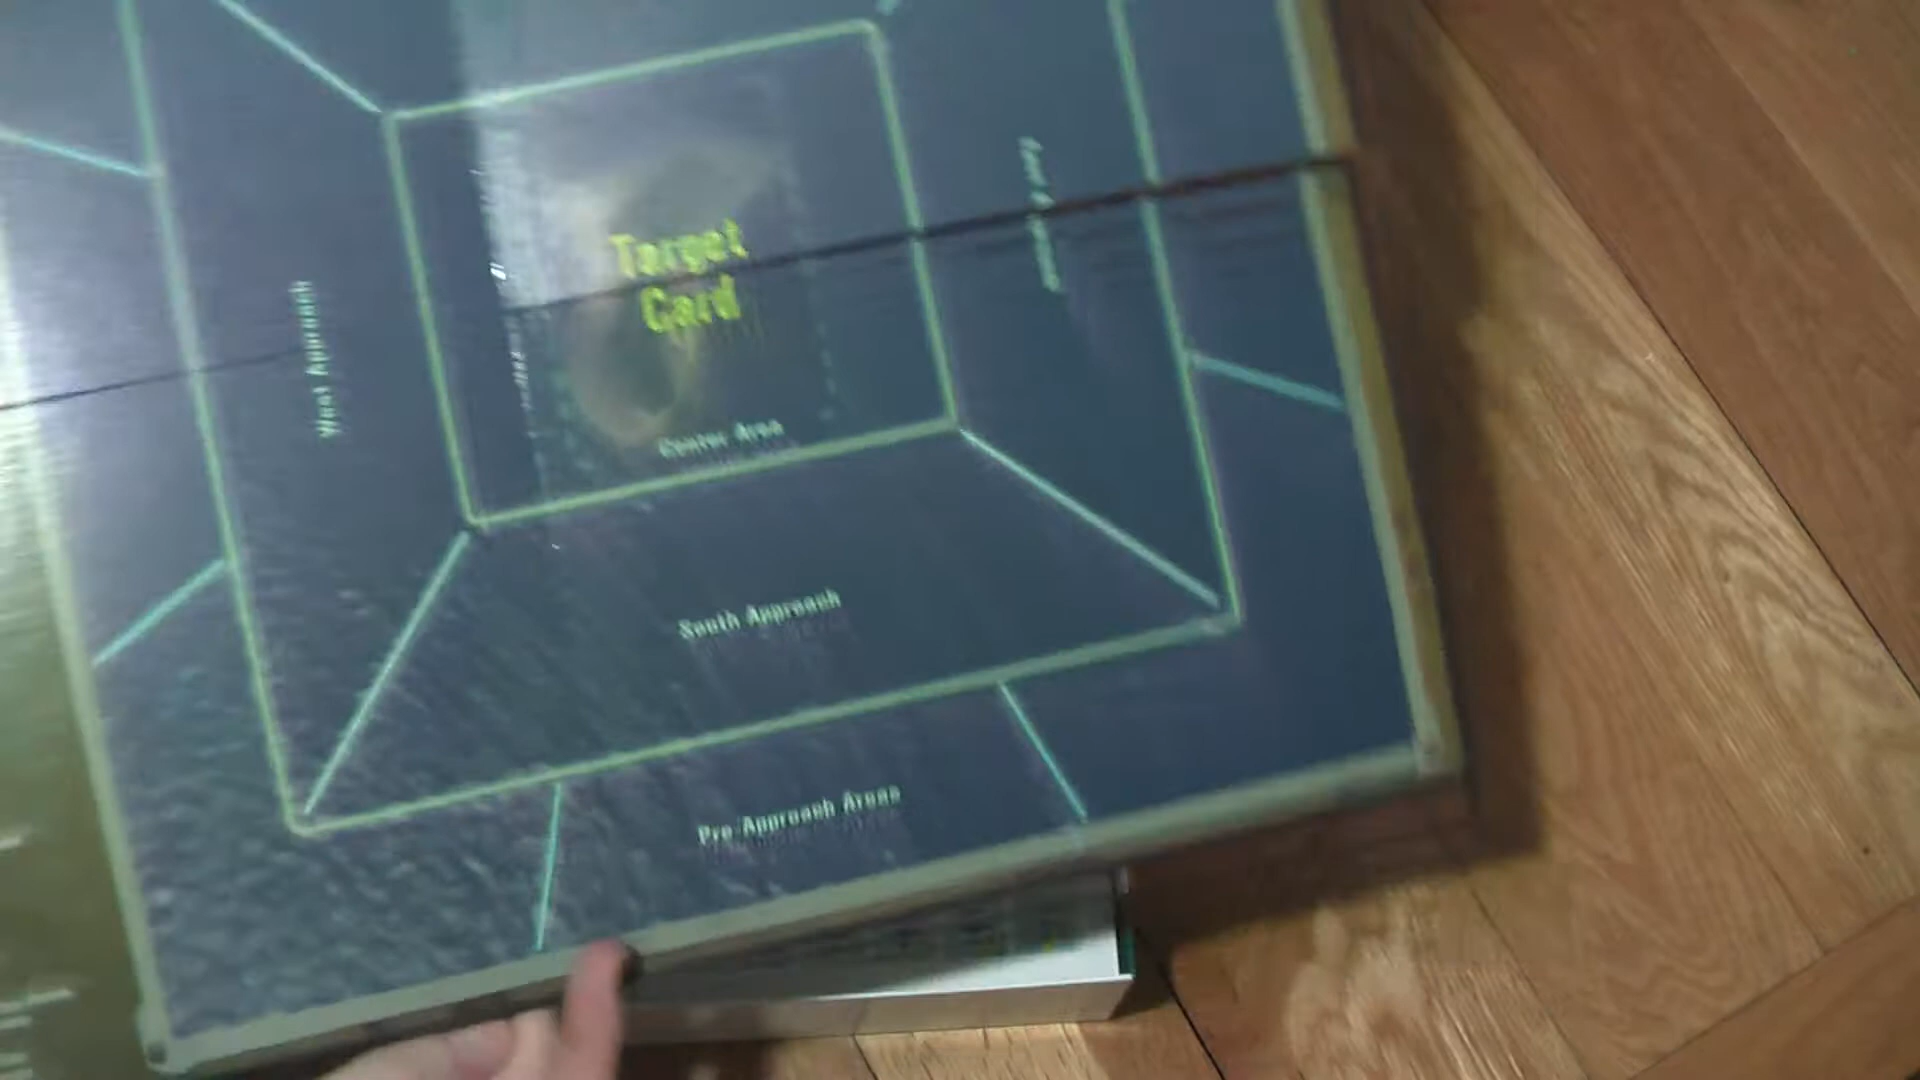 Target
Card
West Approach
Center Area
South Approach
Pre-Approach Areas